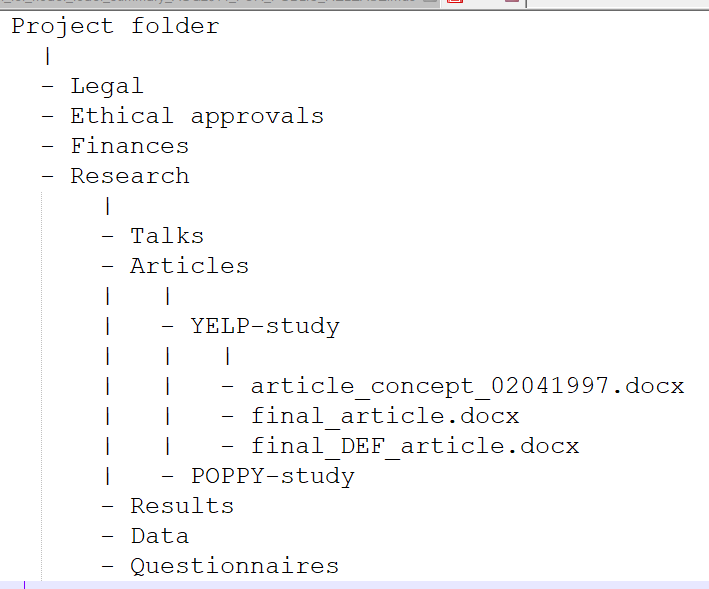 Project folder
|
- Legal
- Ethical approvals
- Finances
- Research
|
- Talks
- Articles
| |
| - YELP-study
| | |
| | - article_concept_02041997.docx
| | - final_article.docx
| | - final_DEF_article.docx
| - POPPY-study
- Results
- Data
- Questionnaires